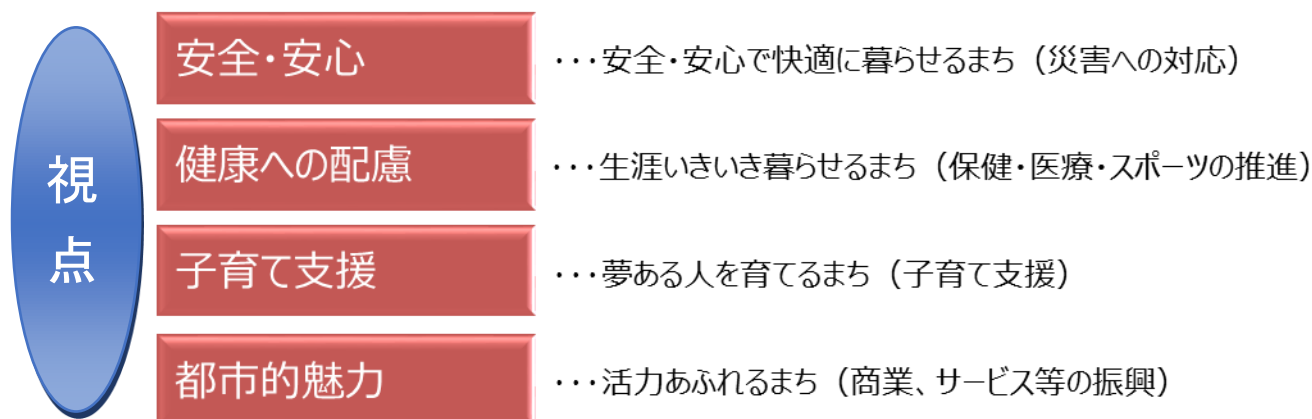 視点
安全・安心
・・・安全・安心で快適に暮らせるまち（災害への対応）
健康への配慮
・・・生涯いきいき暮らせるまち（保健・医療・スポーツの推進）
子育て支援
・・・夢ある人を育てるまち（子育て支援）
都市的魅力
・・・活力あふれるまち（商業、サービス等の振興）